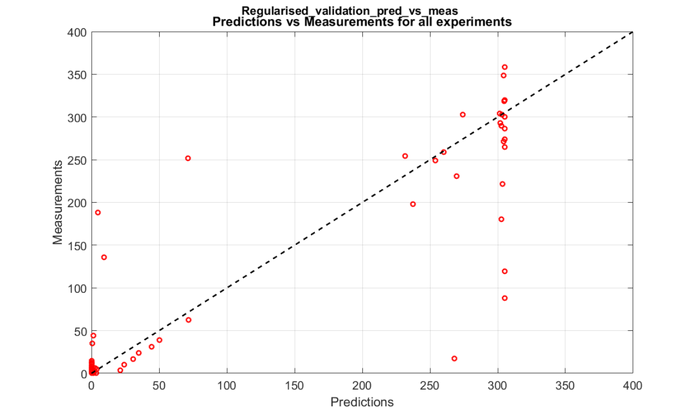 Regularised_validation_pred_vs_meas
Predictions vs Measurements for all experiments
400
350
300
250
200
150
100
50
0
Measurements
0 50 100 150 200 250 300 350 400
Predictions